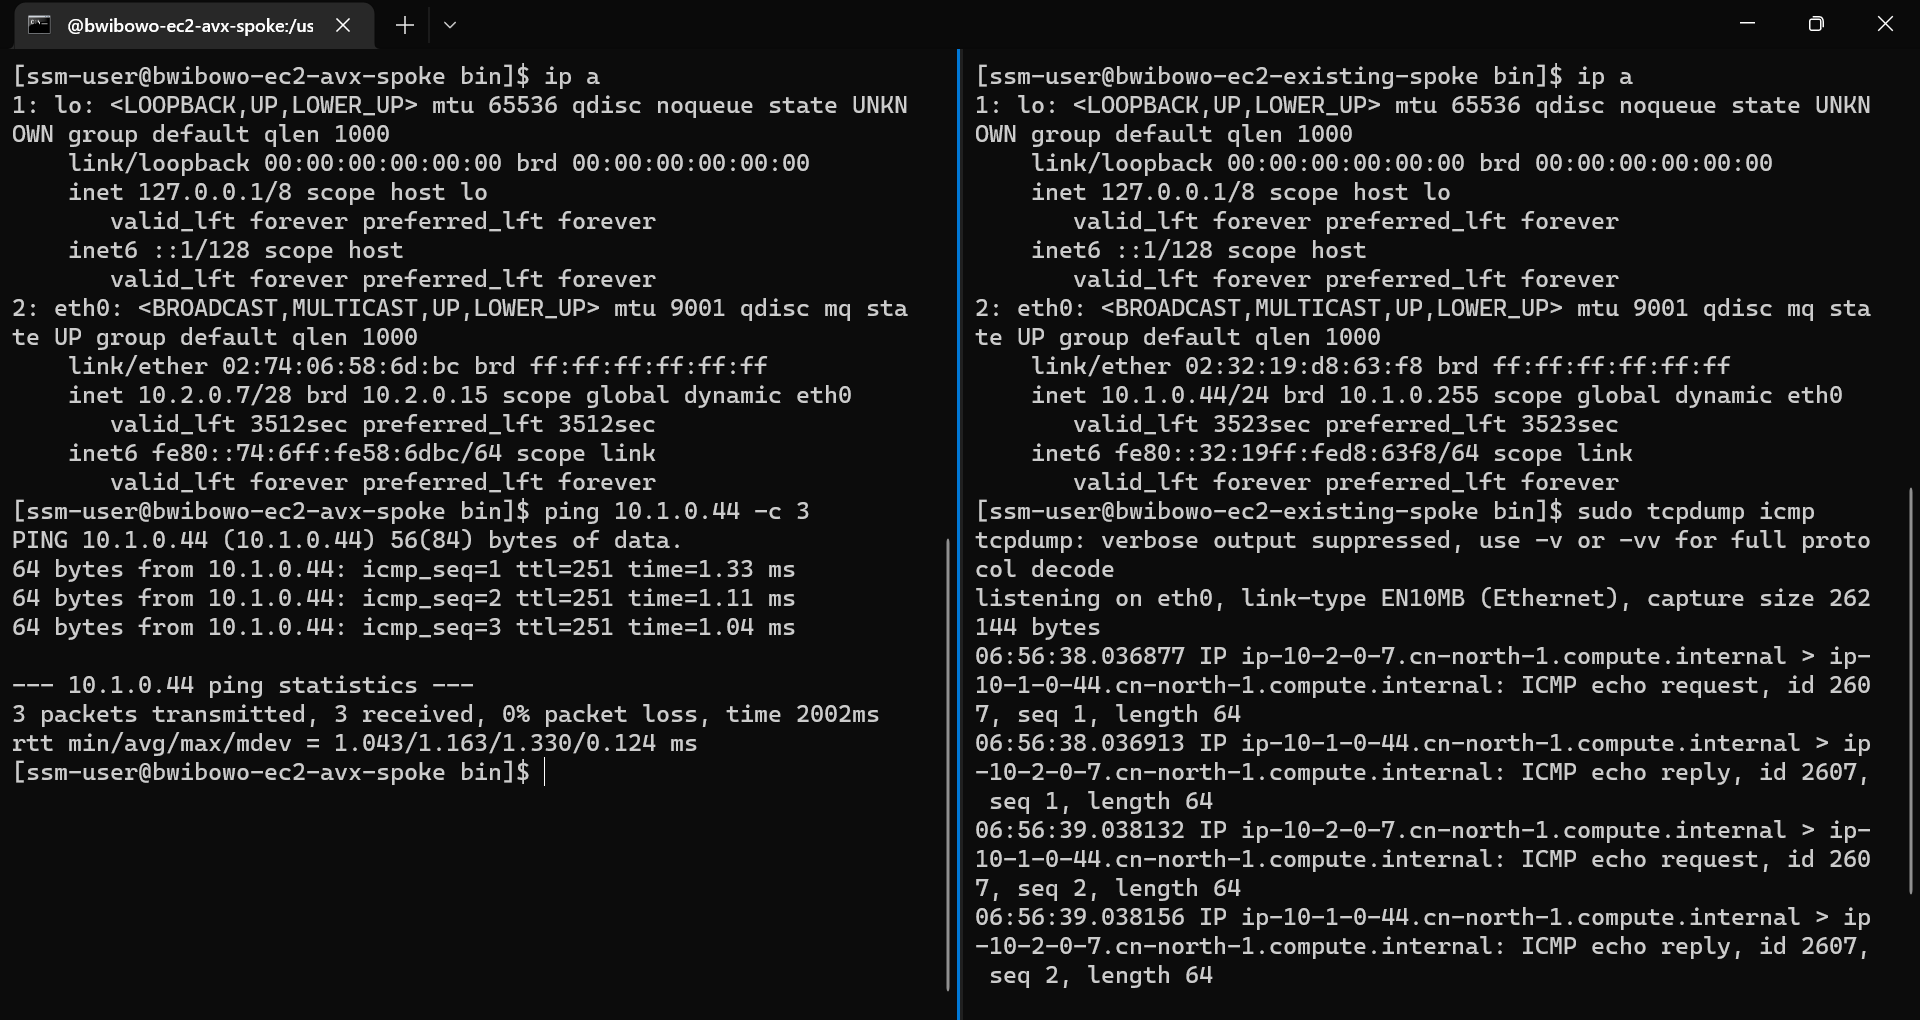 @bwibowo-ec2-avx-spoke:/us
[ssm-user@bwibowo-ec2-avx-spoke bin]$ ip a
1: lo: <LOOPBACK,UP,LOWER_UP> mtu 65536 qdisc noqueue state UNKN
OWN group default qlen 1000
    link/loopback 00:00:00:00:00:00 brd 00:00:00:00:00:00
    inet 127.0.0.1/8 scope host lo
       valid_lft forever preferred_lft forever
    inet6 ::1/128 scope host
       valid_lft forever preferred_lft forever
2: eth0: <BROADCAST,MULTICAST,UP,LOWER_UP> mtu 9001 qdisc mq sta
te UP group default qlen 1000
    link/ether 02:74:06:58:6d:bc brd ff:ff:ff:ff:ff:ff
    inet 10.2.0.7/28 brd 10.2.0.15 scope global dynamic eth0
       valid_lft 3512sec preferred_lft 3512sec
    inet6 fe80::74:6ff:fe58:6dbc/64 scope link
       valid_lft forever preferred_lft forever
[ssm-user@bwibowo-ec2-avx-spoke bin]$ ping 10.1.0.44 -c 3
PING 10.1.0.44 (10.1.0.44) 56(84) bytes of data.
64 bytes from 10.1.0.44: icmp_seq=1 ttl=251 time=1.33 ms
64 bytes from 10.1.0.44: icmp_seq=2 ttl=251 time=1.11 ms
64 bytes from 10.1.0.44: icmp_seq=3 ttl=251 time=1.04 ms
--- 10.1.0.44 ping statistics ---
3 packets transmitted, 3 received, 0% packet loss, time 2002ms
rtt min/avg/max/mdev = 1.043/1.163/1.330/0.124 ms
[ssm-user@bwibowo-ec2-avx-spoke bin]$
[ssm-user@bwibowo-ec2-existing-spoke bin]$ ip a
1: lo: <LOOPBACK,UP,LOWER_UP> mtu 65536 qdisc noqueue state UNKN
OWN group default qlen 1000
    link/loopback 00:00:00:00:00:00 brd 00:00:00:00:00:00
    inet 127.0.0.1/8 scope host lo
       valid_lft forever preferred_lft forever
    inet6 ::1/128 scope host
       valid_lft forever preferred_lft forever
2: eth0: <BROADCAST,MULTICAST,UP,LOWER_UP> mtu 9001 qdisc mq sta
te UP group default qlen 1000
    link/ether 02:32:19:d8:63:f8 brd ff:ff:ff:ff:ff:ff
    inet 10.1.0.44/24 brd 10.1.0.255 scope global dynamic eth0
       valid_lft 3523sec preferred_lft 3523sec
    inet6 fe80::32:19ff:fed8:63f8/64 scope link
       valid_lft forever preferred_lft forever
[ssm-user@bwibowo-ec2-existing-spoke bin]$ sudo tcpdump icmp
tcpdump: verbose output suppressed, use -v or -vv for full proto
col decode
listening on eth0, link-type EN10MB (Ethernet), capture size 262
144 bytes
06:56:38.036877 IP ip-10-2-0-7.cn-north-1.compute.internal > ip-
10-1-0-44.cn-north-1.compute.internal: ICMP echo request, id 260
7, seq 1, length 64
06:56:38.036913 IP ip-10-1-0-44.cn-north-1.compute.internal > ip
-10-2-0-7.cn-north-1.compute.internal: ICMP echo reply, id 2607,
 seq 1, length 64
06:56:39.038132 IP ip-10-2-0-7.cn-north-1.compute.internal > ip-
10-1-0-44.cn-north-1.compute.internal: ICMP echo request, id 260
7, seq 2, length 64
06:56:39.038156 IP ip-10-1-0-44.cn-north-1.compute.internal > ip
-10-2-0-7.cn-north-1.compute.internal: ICMP echo reply, id 2607,
 seq 2, length 64